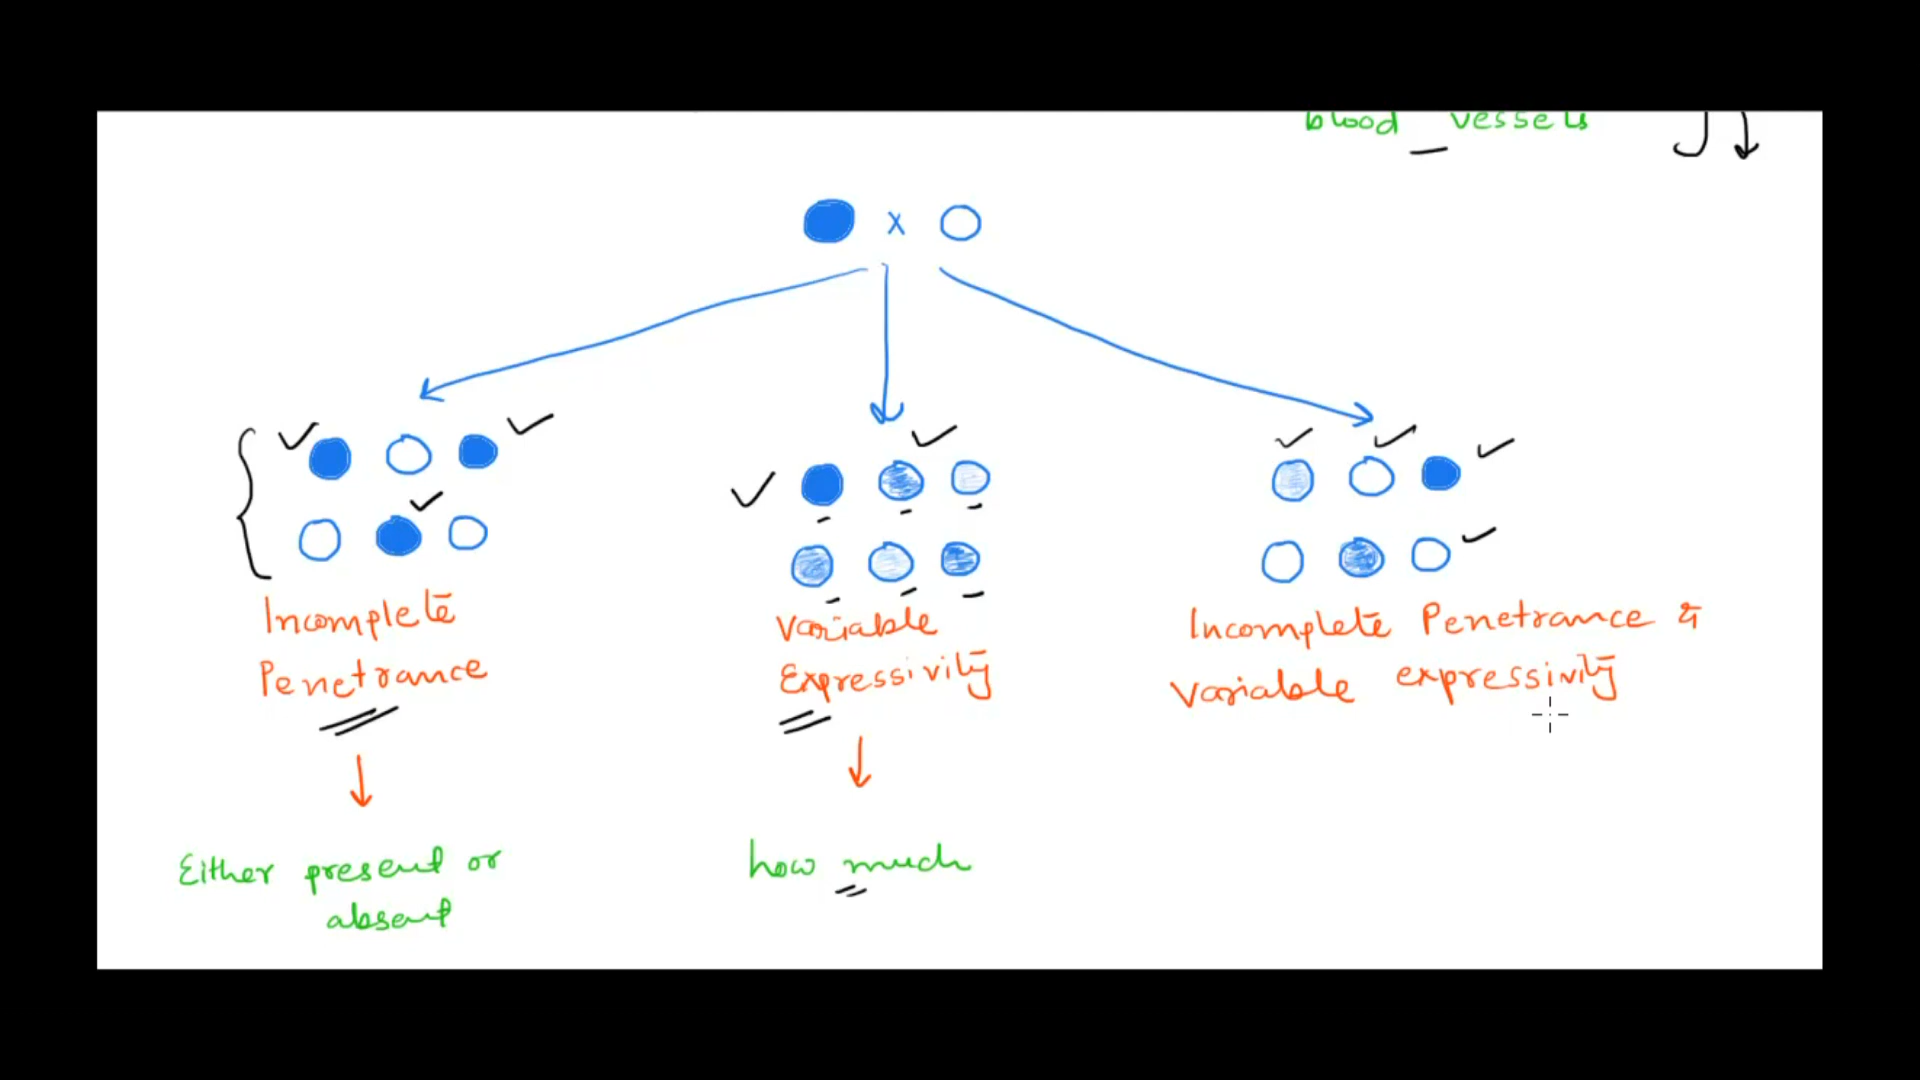 blood vessels
x
Incomplete
Penetrance
Variable
Expressivity
Incomplete Penetrance &
Variable expressivity
Either present or
absent
how much